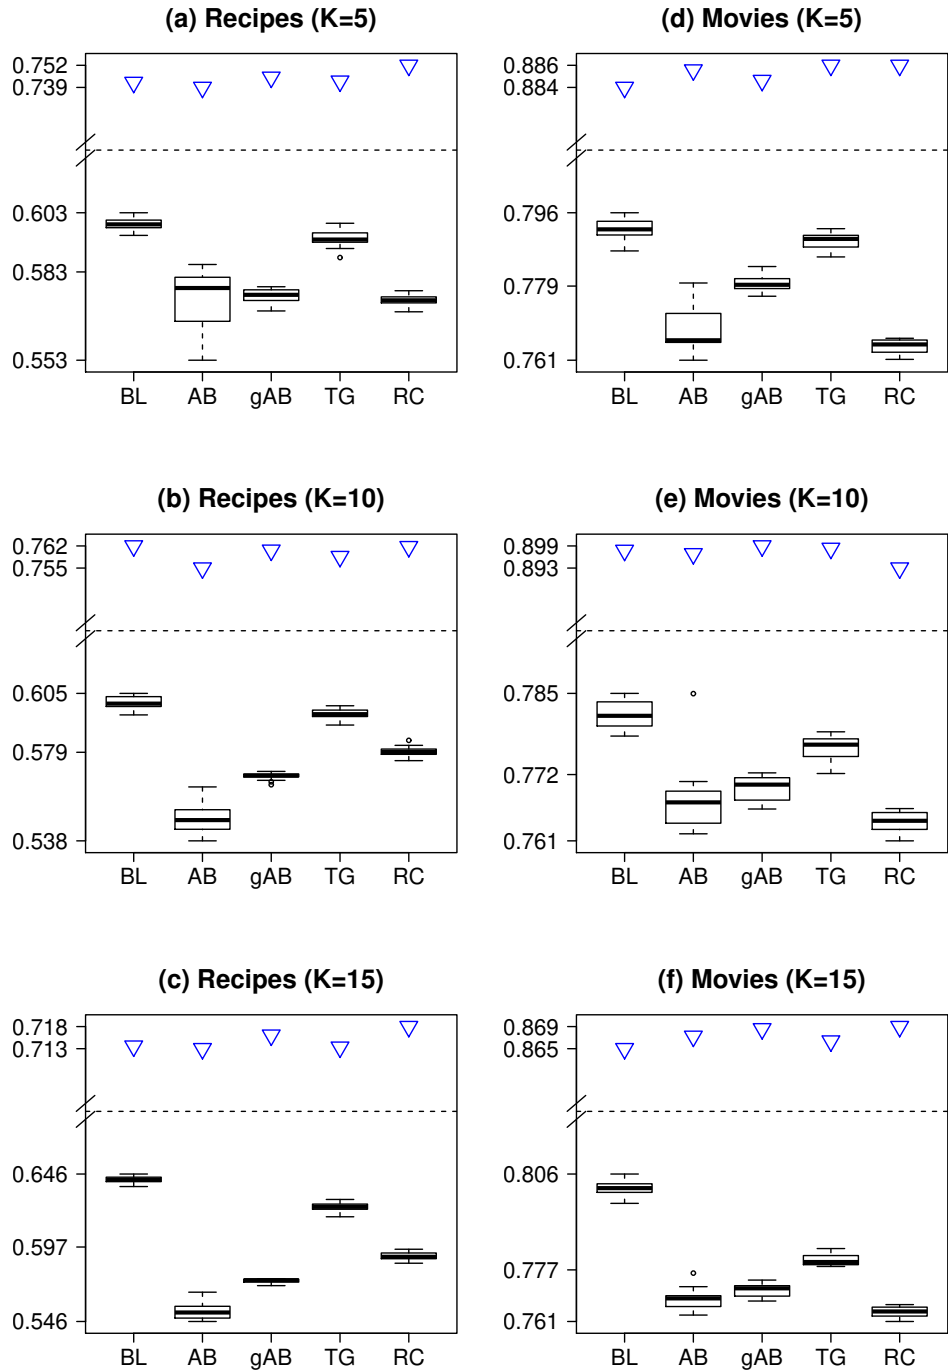 (a) Recipes (K=5)
0.752
0.739
0.603
0.583
0.553
BL AB gAB TG RC
(d) Movies (K=5)
0.886
0.884
0.796
0.779
0.761
BL AB gAB TG RC
(b) Recipes (K=10)
0.762
0.755
0.605
0.579
0.538
BL AB gAB TG RC
(e) Movies (K=10)
0.899
0.893
0.785
0.772
0.761
BL AB gAB TG RC
(c) Recipes (K=15)
0.718
0.713
0.646
0.597
0.546
BL AB gAB TG RC
(f) Movies (K=15)
0.869
0.865
0.806
0.777
0.761
BL AB gAB TG RC